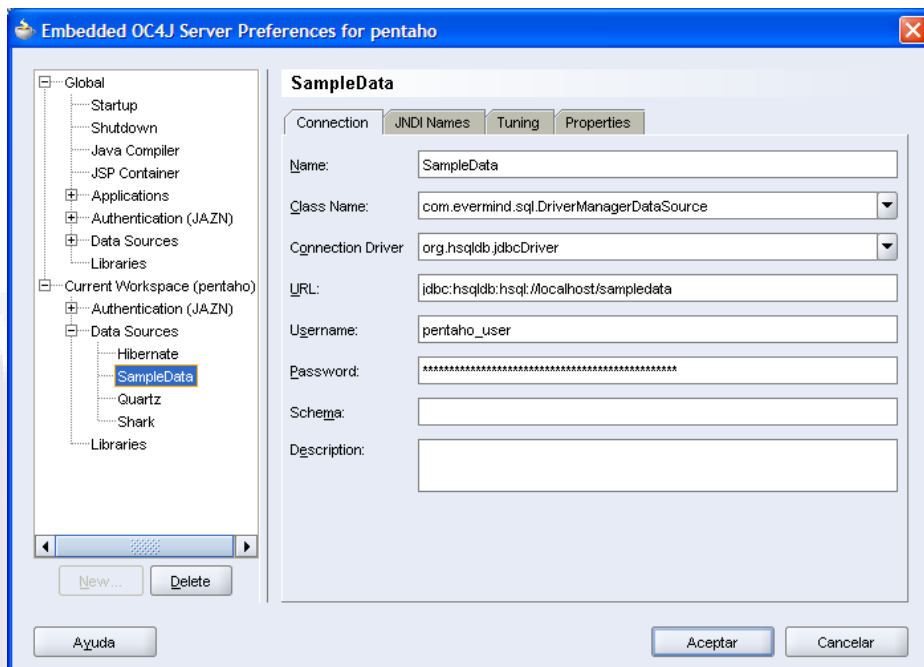 Embedded OC4J Server Preferences for pentaho
Global
Startup
Shutdown
Java Compiler
JSP Container
Applications
Authentication (JAZN)
Data Sources
Libraries
Current Workspace (pentaho)
Authentication (JAZN)
Data Sources
Hibernate
SampleData
Quartz
Shark
Libraries
New...
Delete
SampleData
Connection JNDI Names Tuning Properties
Name: SampleData
Class Name: com.evermind.sql.DriverManagerDataSource
Connection Driver org.hsqldb.jdbcDriver
URL: jdbc:hsqldb:hsql://localhost/sampledata
Username: pentaho_user
Password: *************************************************
Schema:
Description:
Ayuda
Aceptar
Cancelar